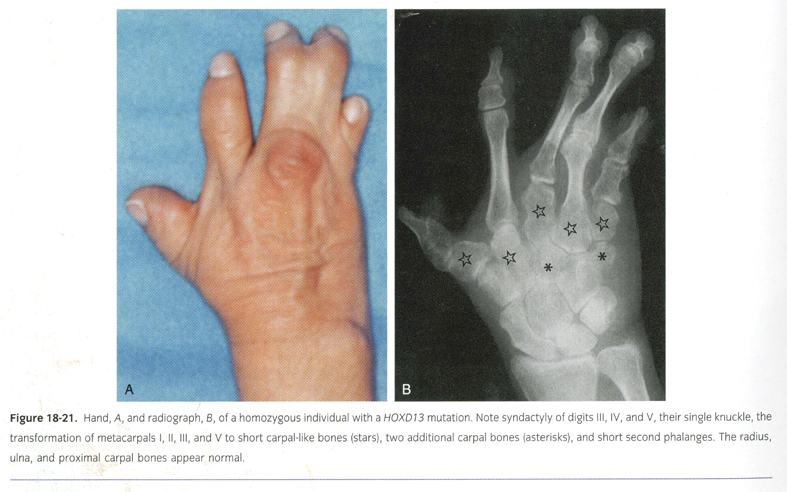 A
B
Figure 18-21. Hand, A, and radiograph, B, of a homozygous individual with a HOXD13 mutation. Note syndactyly of digits III, IV, and V, their single knuckle, the
transformation of metacarpals I, II, III, and V to short carpal-like bones (stars), two additional carpal bones (asterisks), and short second phalanges. The radius,
ulna, and proximal carpal bones appear normal.